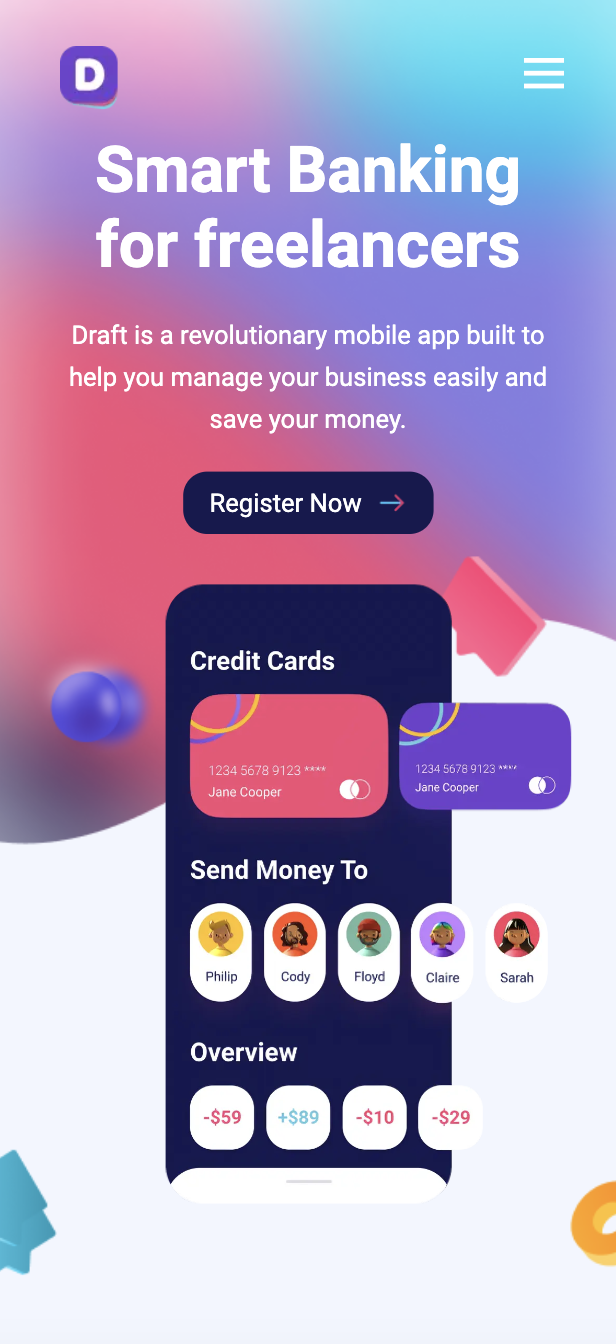 D
Smart Banking
for freelancers
Draft is a revolutionary mobile app built to
help you manage your business easily and
save your money.
Register Now
Credit Cards
1234 5678 9123 ****
Jane Cooper
1234 5678 9123 ****
Jane Cooper
Send Money To
Philip Cody Floyd Claire Sarah
Overview
-$59 +$89 -$10 -$29